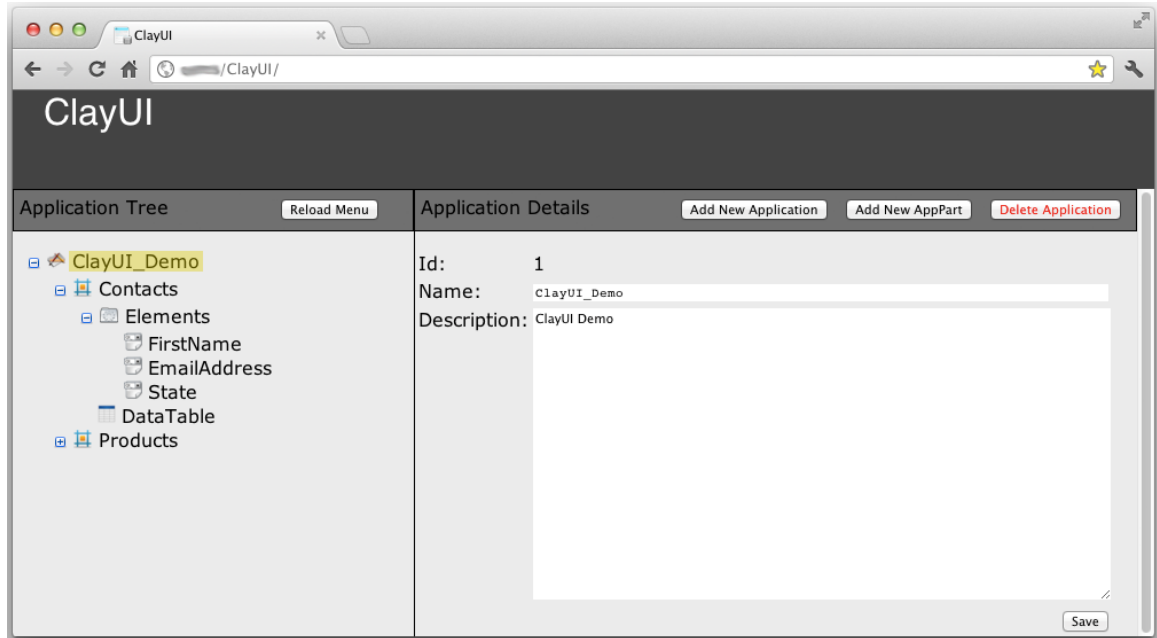 ClayUI
/ClayUI/
ClayUI
Application Tree
Reload Menu
Application Details
Add New Application
Add New AppPart
Delete Application
ClayUI_Demo
Contacts
Elements
FirstName
EmailAddress
State
DataTable
Products
Id: 1
Name: ClayUI_Demo
Description: ClayUI Demo
Save